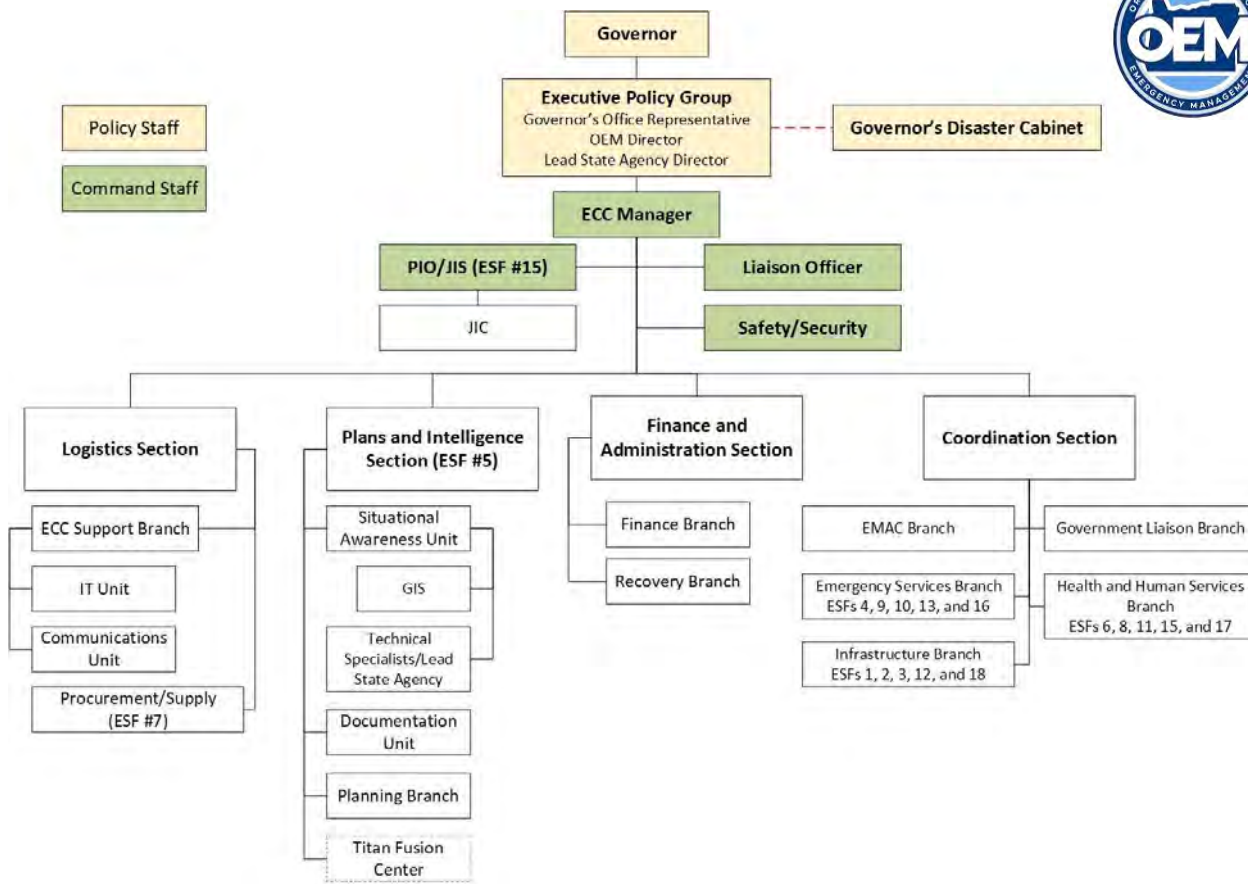 OEM
EMERGENCY MANAGEMENT
Governor
Executive Policy Group
Governor's Office Representative
OEM Director
Lead State Agency Director
Governor's Disaster Cabinet
Policy Staff
Command Staff
ECC Manager
PIO/JIS (ESF #15)
Liaison Officer
JIC
Safety/Security
Logistics Section
ECC Support Branch
IT Unit
Communications
Unit
Procurement/Supply
(ESF #7)
Plans and Intelligence
Section (ESF #5)
Situational
Awareness Unit
GIS
Technical
Specialists/Lead
State Agency
Documentation
Unit
Planning Branch
Titan Fusion
Center
Finance and
Administration Section
Finance Branch
Recovery Branch
Coordination Section
EMAC Branch
Government Liaison Branch
Emergency Services Branch
ESFs 4, 9, 10, 13, and 16
Health and Human Services
Branch
ESFs 6, 8, 11, 15, and 17
Infrastructure Branch
ESFs 1, 2, 3, 12, and 18